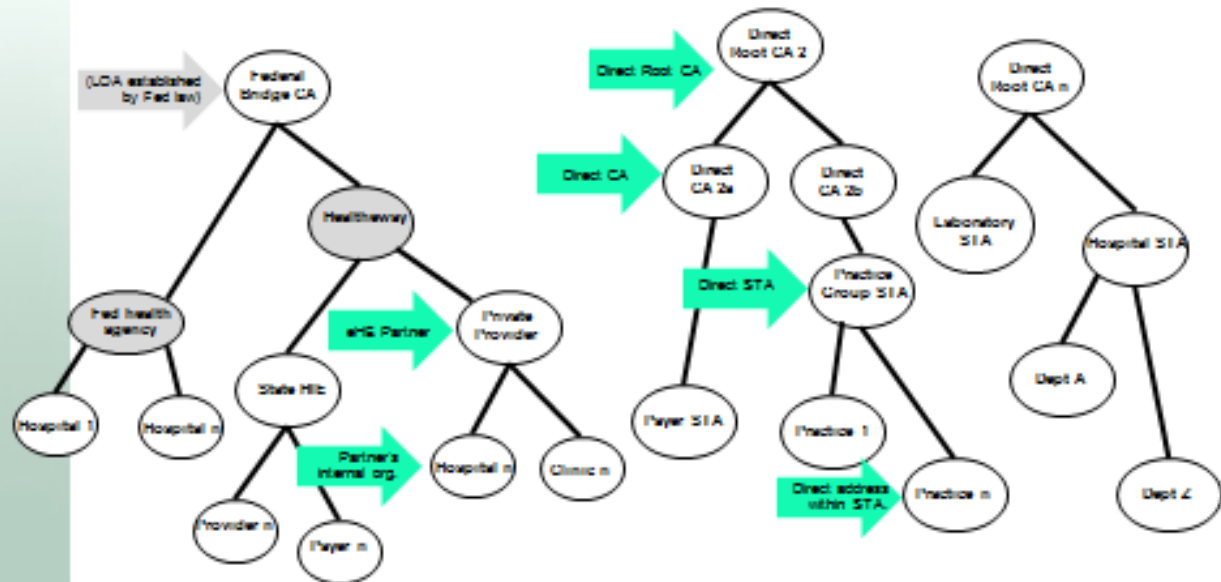 (LOA established
by Fed law)
Federal
Bridge CA
Direct Root CA
Direct
Root CA 2
Direct
Root CA n
Direct CA
Direct
CA 2a
Direct
CA 2b
Healtheway
Laboratory
STA
Hospital STA
Direct STA
Practice
Group STA
Fed health
agency
eHE Partner
Private
Provider
State HIE
Dept A
Hospital 1
Hospital n
Payer STA
Practice 1
Partner's
internal org.
Hospital n
Clinic n
Direct address
within STA.
Practice n
Dept Z
Provider n
Payer n